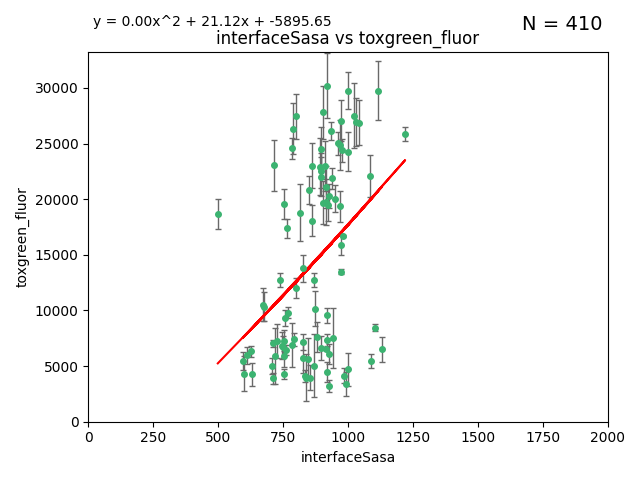 y = 0.00x^2 + 21.12x + -5895.65
N = 410
interfaceSasa vs toxgreen_fluor
30000
25000
20000
15000
10000
5000
0
toxgreen_fluor
0 250 500 750 1000 1250 1500 1750 2000
interfaceSasa